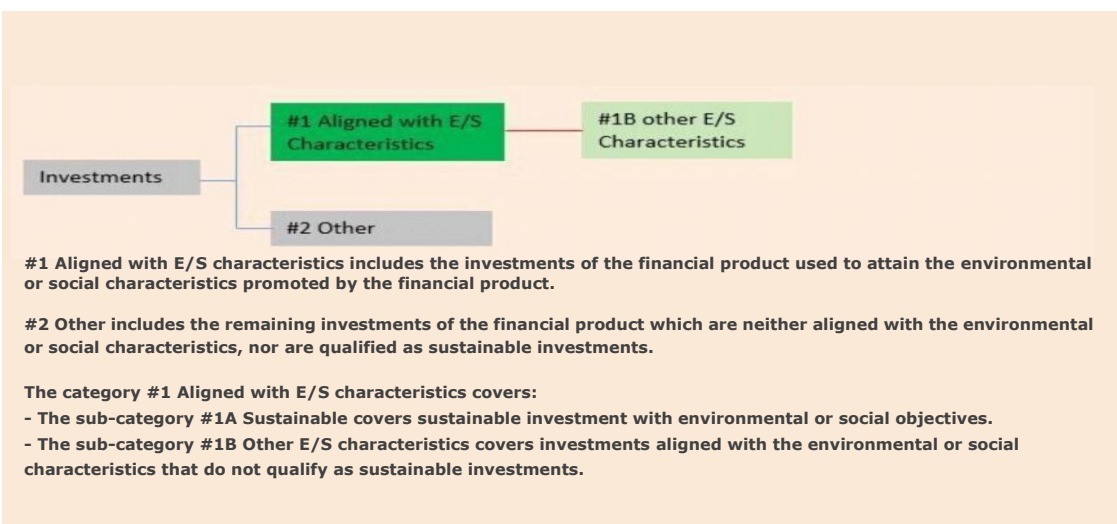 #1 Aligned with E/S
Characteristics
#1B other E/S
Characteristics
Investments
#2 Other
#1 Aligned with E/S characteristics includes the investments of the financial product used to attain the environmental
or social characteristics promoted by the financial product.
#2 Other includes the remaining investments of the financial product which are neither aligned with the environmental
or social characteristics, nor are qualified as sustainable investments.
The category #1 Aligned with E/S characteristics covers:
- The sub-category #1A Sustainable covers sustainable investment with environmental or social objectives.
- The sub-category #1B Other E/S characteristics covers investments aligned with the environmental or social
characteristics that do not qualify as sustainable investments.